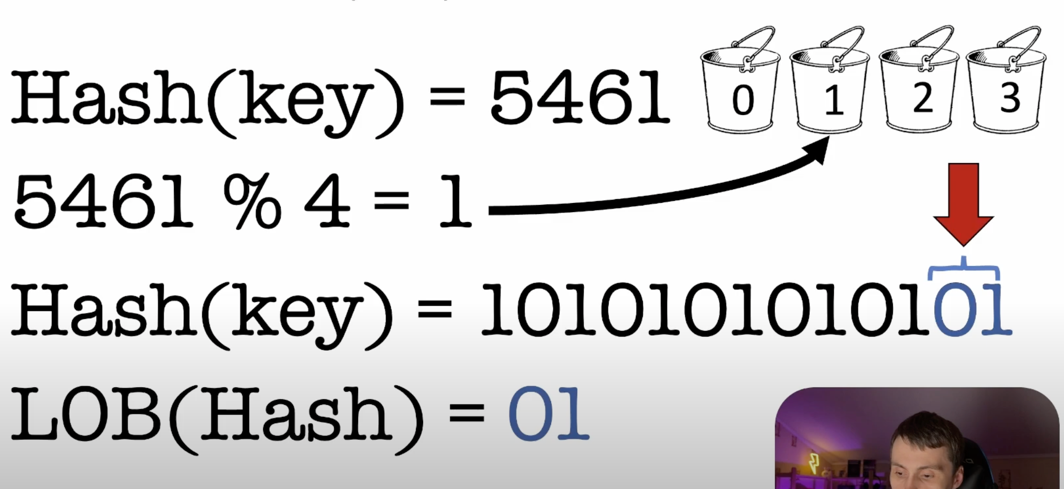 Hash(key) = 5461 0 1 2 3
5461 % 4 = 1
Hash(key) = 1010101010101
LOB(Hash) = 01